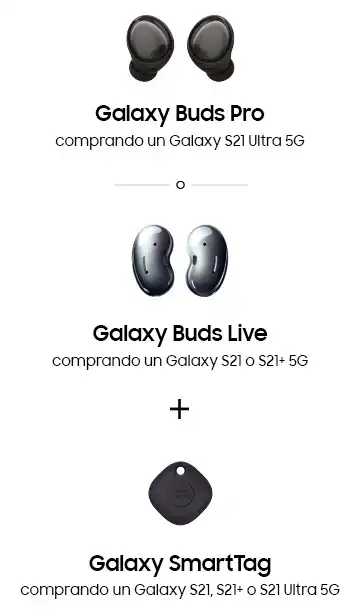 Galaxy Buds Pro
comprando un Galaxy S21 Ultra 5G
o
Galaxy Buds Live
comprando un Galaxy S21 o S21+ 5G
+
Galaxy SmartTag
comprando un Galaxy S21, S21+ o S21 Ultra 5G